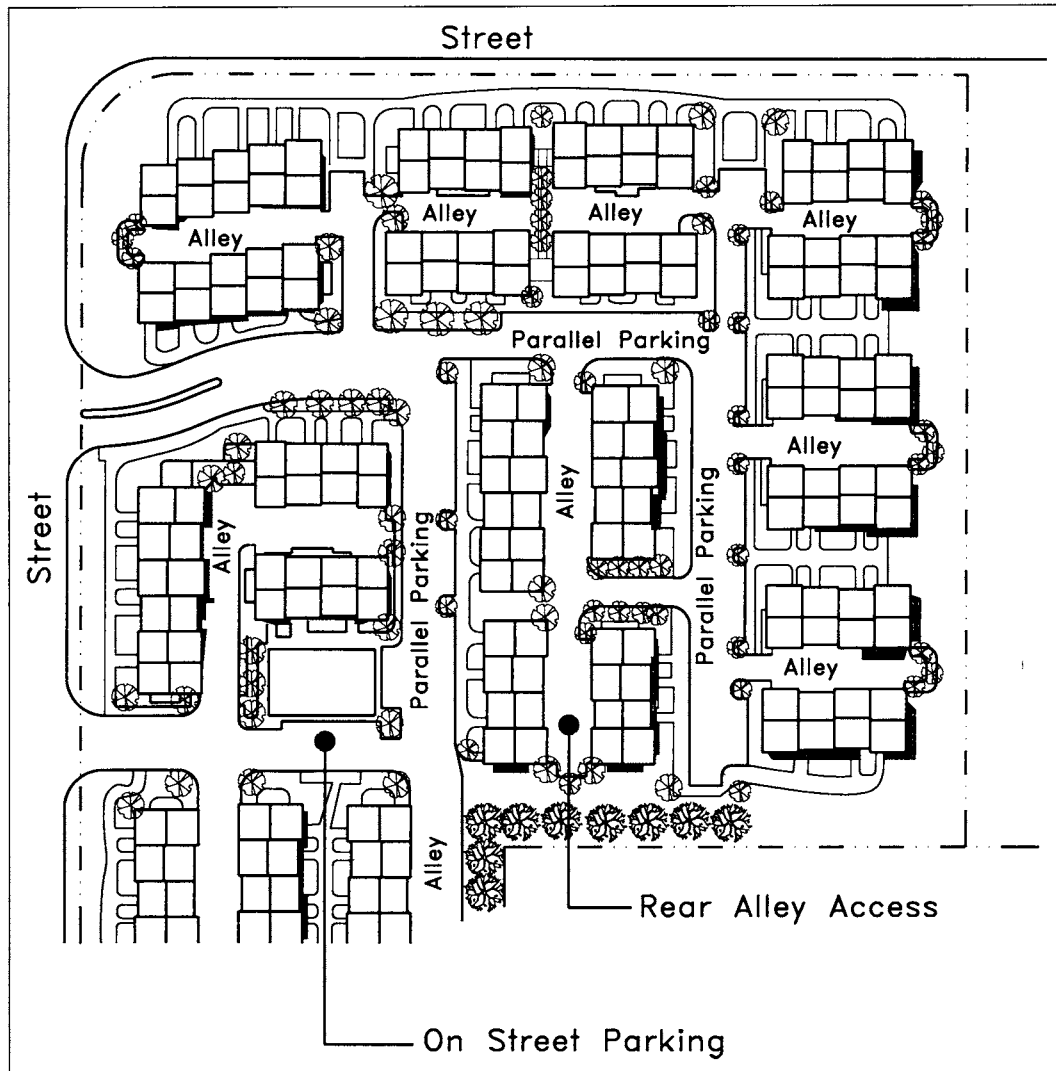 Street
Alley
Alley
Alley
Alley
Parallel Parking
Alley
Alley
Alley
Street
Parallel Parking
Parallel Parking
Alley
Alley
Rear Alley Access
On Street Parking